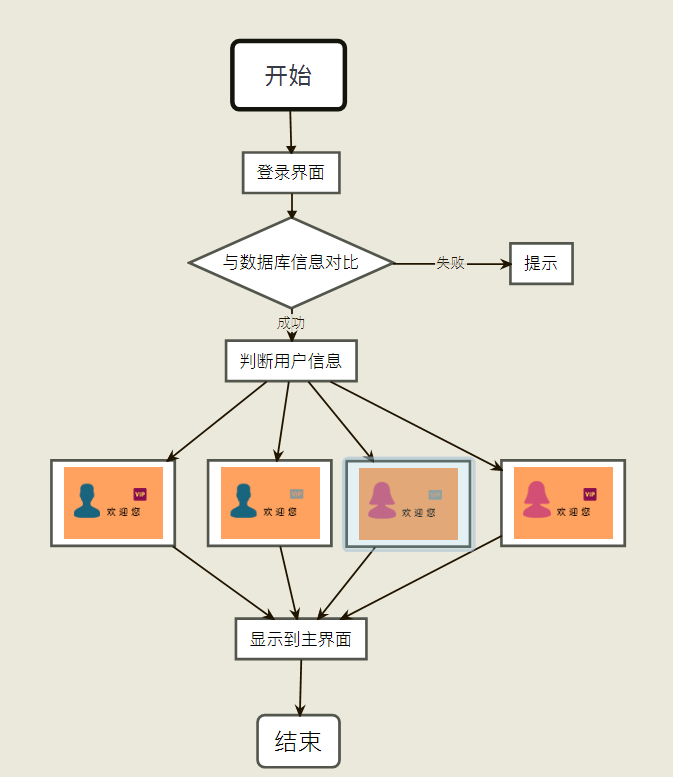 开始
登录界面
与数据库信息对比
失败
提示
成功
判断用户信息
VIP
欢迎您
VIP
欢迎您
VIP
欢迎您
VIP
欢迎您
显示到主界面
结束